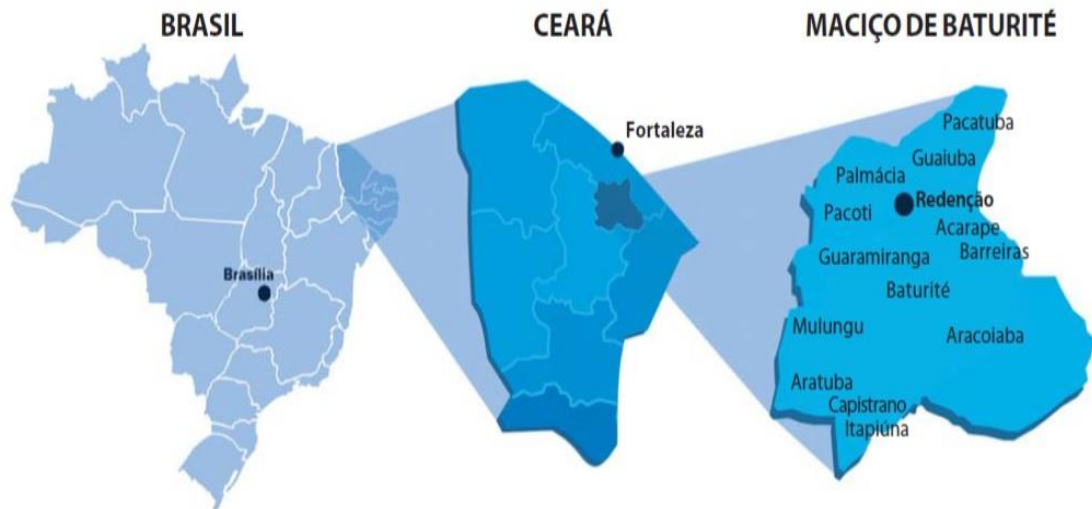 BRASIL
CEARÁ
MACIÇO DE BATURITÉ
Brasília
Fortaleza
Pacatuba
Guaiuba
Palmácia
Redenção
Pacoti
Acarape
Barreiras
Guaramiranga
Baturité
Mulungu
Aracoiaba
Aratuba
Capistrano
Itapiúna